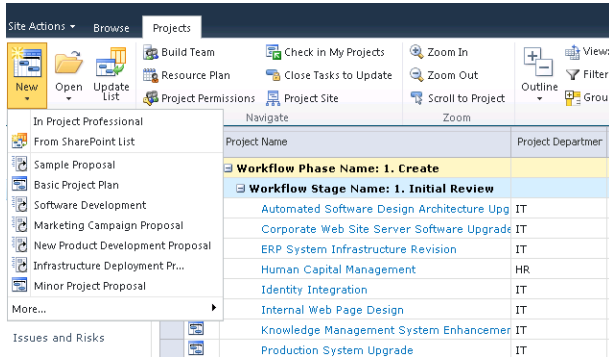 Site Actions Browse Projects
New
Open
Update List
Build Team
Resource Plan
Project Permissions
Check in My Projects
Close Tasks to Update
Project Site
Navigate
Zoom In
Zoom Out
Scroll to Project
Zoom
Outline
View:
Filter
Grou
In Project Professional
From SharePoint List
Sample Proposal
Basic Project Plan
Software Development
Marketing Campaign Proposal
New Product Development Proposal
Infrastructure Deployment Pr...
Minor Project Proposal
More...
Issues and Risks
Project Name Project Departmer
Workflow Phase Name: 1. Create
Workflow Stage Name: 1. Initial Review
Automated Software Design Architecture Upg IT
Corporate Web Site Server Software Upgrade IT
ERP System Infrastructure Revision IT
Human Capital Management HR
Identity Integration IT
Internal Web Page Design IT
Knowledge Management System Enhancemer IT
Production System Upgrade IT